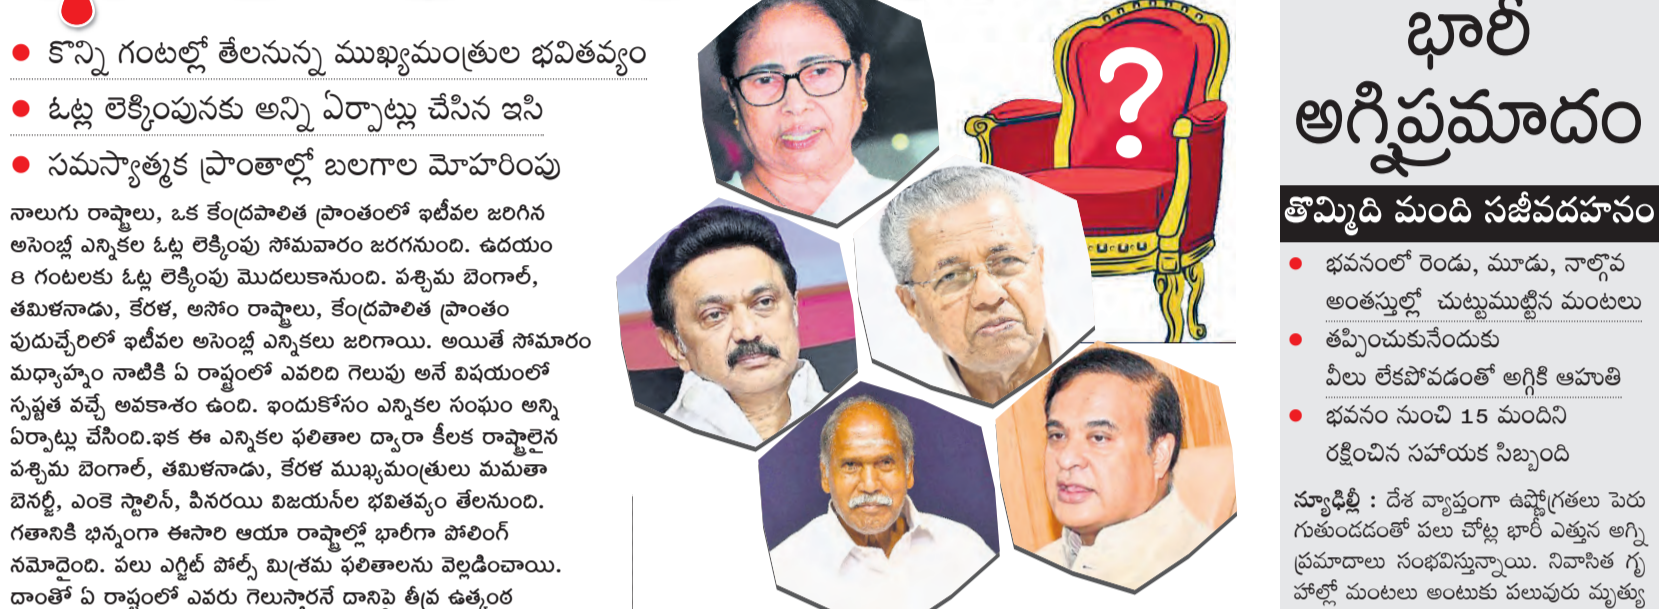 కొన్ని గంటల్లో తేలనున్న ముఖ్యమంత్రుల భవితవ్యం
ఓట్ల లెక్కింపునకు అన్ని ఏర్పాట్లు చేసిన ఇసి
సమస్యాత్మక ప్రాంతాల్లో బలగాల మోహరింపు
నాలుగు రాష్ట్రాలు, ఒక కేంద్రపాలిత ప్రాంతంలో ఇటీవల జరిగిన
అసెంబ్లీ ఎన్నికల ఓట్ల లెక్కింపు సోమవారం జరగనుంది. ఉదయం
8 గంటలకు ఓట్ల లెక్కింపు మొదలుకానుంది. పశ్చిమ బెంగాల్,
తమిళనాడు, కేరళ, అసోం రాష్ట్రాలు, కేంద్రపాలిత ప్రాంతం
పుదుచ్చేరిలో ఇటీవల అసెంబ్లీ ఎన్నికలు జరిగాయి. అయితే సోమారం
మధ్యాహ్నం నాటికి ఏ రాష్ట్రంలో ఎవరిది గెలుపు అనే విషయంలో
స్పష్టత వచ్చే అవకాశం ఉంది. ఇందుకోసం ఎన్నికల సంఘం అన్ని
ఏర్పాట్లు చేసింది.ఇక ఈ ఎన్నికల ఫలితాల ద్వారా కీలక రాష్ట్రాలైన
పశ్చిమ బెంగాల్, తమిళనాడు, కేరళ ముఖ్యమంత్రులు మమతా
బెనర్జీ, ఎంకె స్టాలిన్, పినరయి విజయన్‌ల భవితవ్యం తేలనుంది.
గతానికి భిన్నంగా ఈసారి ఆయా రాష్ట్రాల్లో భారీగా పోలింగ్
నమోదైంది. పలు ఎగ్జిట్ పోల్స్ మిశ్రమ ఫలితాలను వెల్లడించాయి.
దాంతో ఏ రాష్ట్రంలో ఎవరు గెలుస్తారనే దానిపై తీవ్ర ఉత్కంఠ
?
భారీ
అగ్నిప్రమాదం
తొమ్మిది మంది సజీవదహనం
భవనంలో రెండు, మూడు, నాల్గొవ
అంతస్తుల్లో చుట్టుముట్టిన మంటలు
తప్పించుకునేందుకు
వీలు లేకపోవడంతో అగ్గికి ఆహుతి
భవనం నుంచి 15 మందిని
రక్షించిన సహాయక సిబ్బంది
న్యూఢిల్లీ : దేశ వ్యాప్తంగా ఉష్ణోగ్రతలు పెరు
గుతుండడంతో పలు చోట్ల భారీ ఎత్తున అగ్ని
ప్రమాదాలు సంభవిస్తున్నాయి. నివాసిత గృ
హాల్లో మంటలు అంటుకు పలువురు మృత్యు